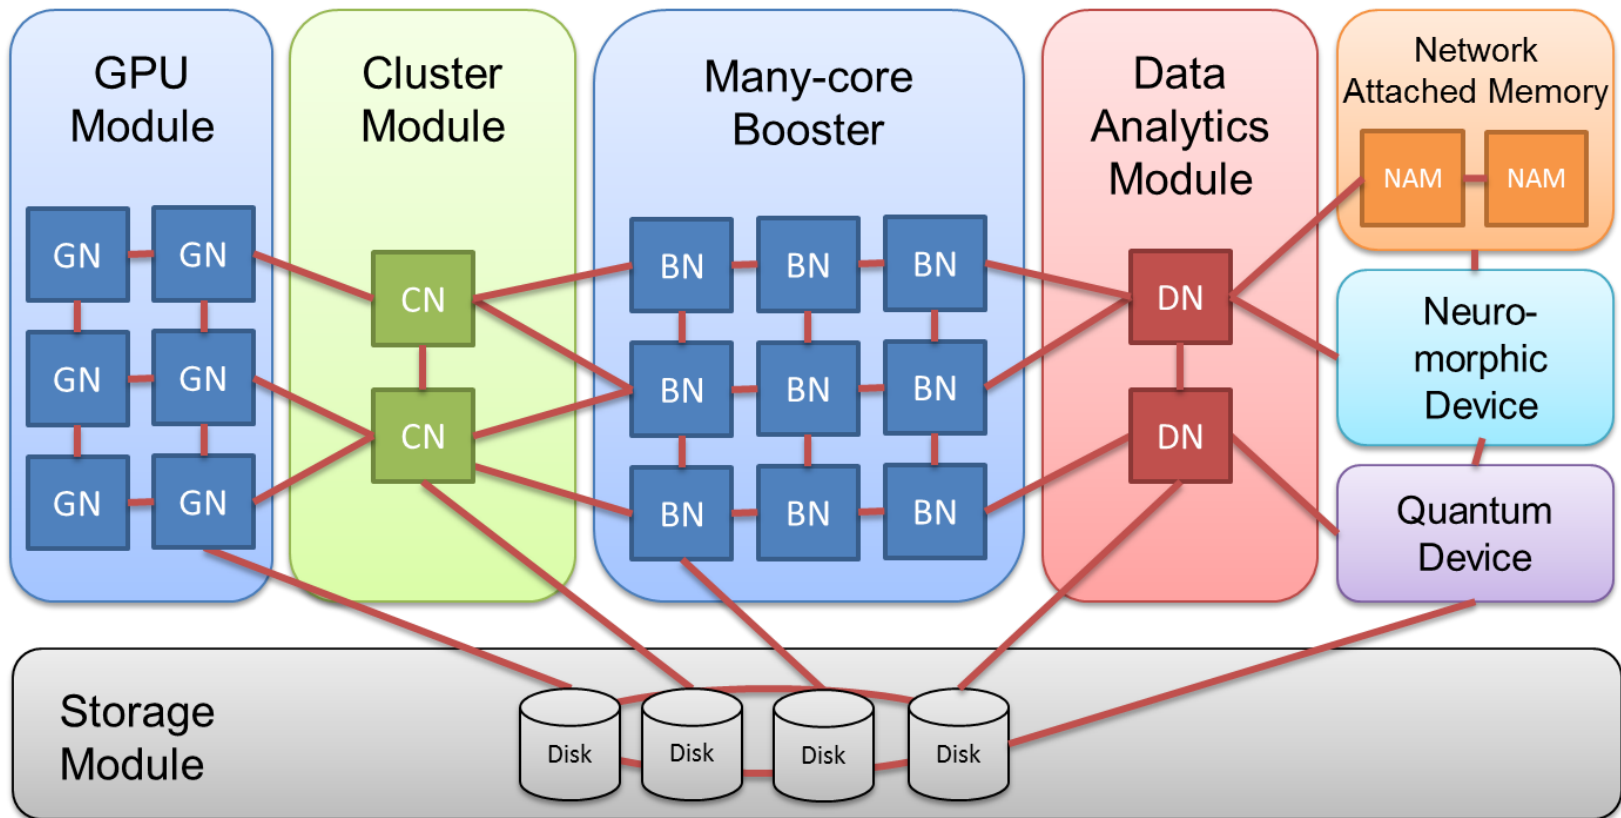 GPU
Module
GN GN
GN GN
GN GN
Cluster
Module
CN
CN
Many-core
Booster
BN BN BN
BN BN BN
BN BN BN
Data
Analytics
Module
DN
DN
Network
Attached Memory
NAM NAM
Neuro-
morphic
Device
Quantum
Device
Storage
Module
Disk Disk Disk Disk